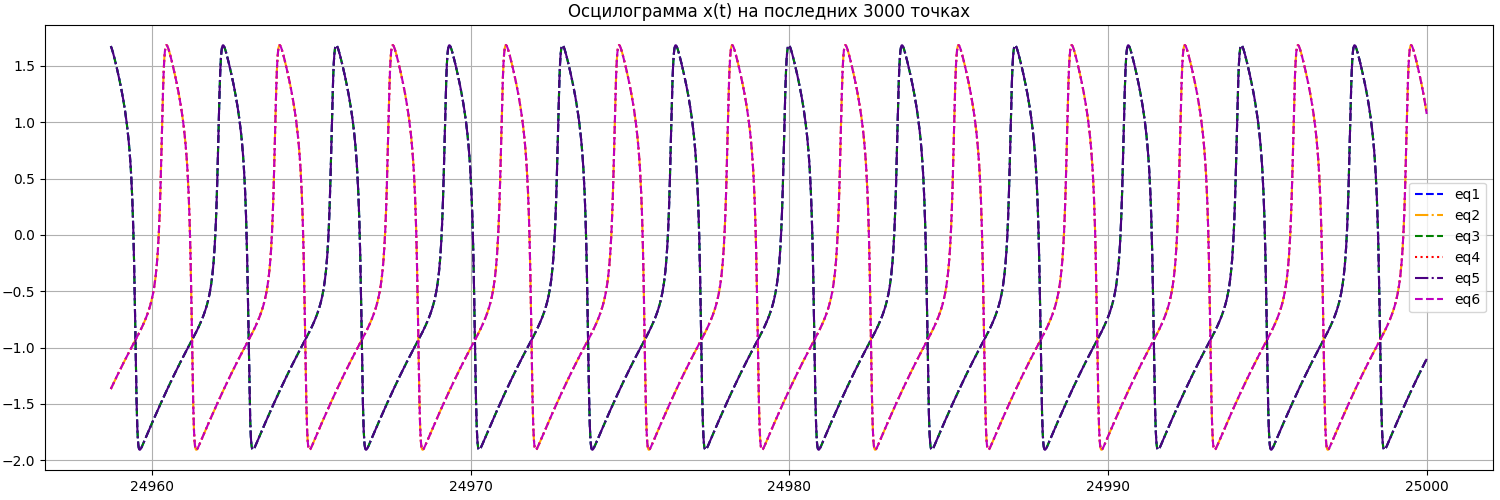 Осцилограмма x(t) на последних 3000 точках
1.5
1.0
0.5
0.0
−0.5
−1.0
−1.5
−2.0
24960 24970 24980 24990 25000
eq1
eq2
eq3
eq4
eq5
eq6